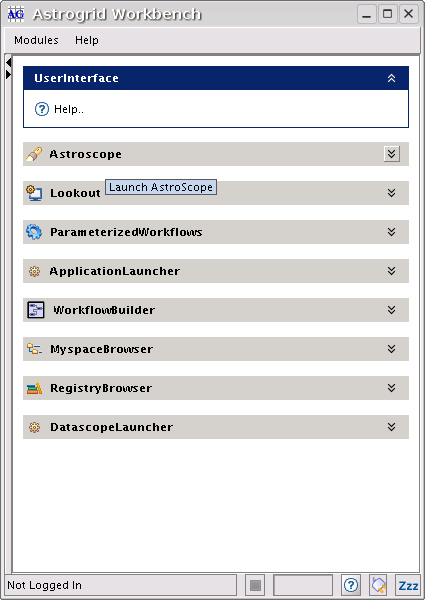 AG Astrogrid Workbench
Modules Help
UserInterface
Help..
Astroscope
Launch AstroScope
Lookout
ParameterizedWorkflows
ApplicationLauncher
WorkflowBuilder
MyspaceBrowser
RegistryBrowser
DatascopeLauncher
Not Logged In
Zzz